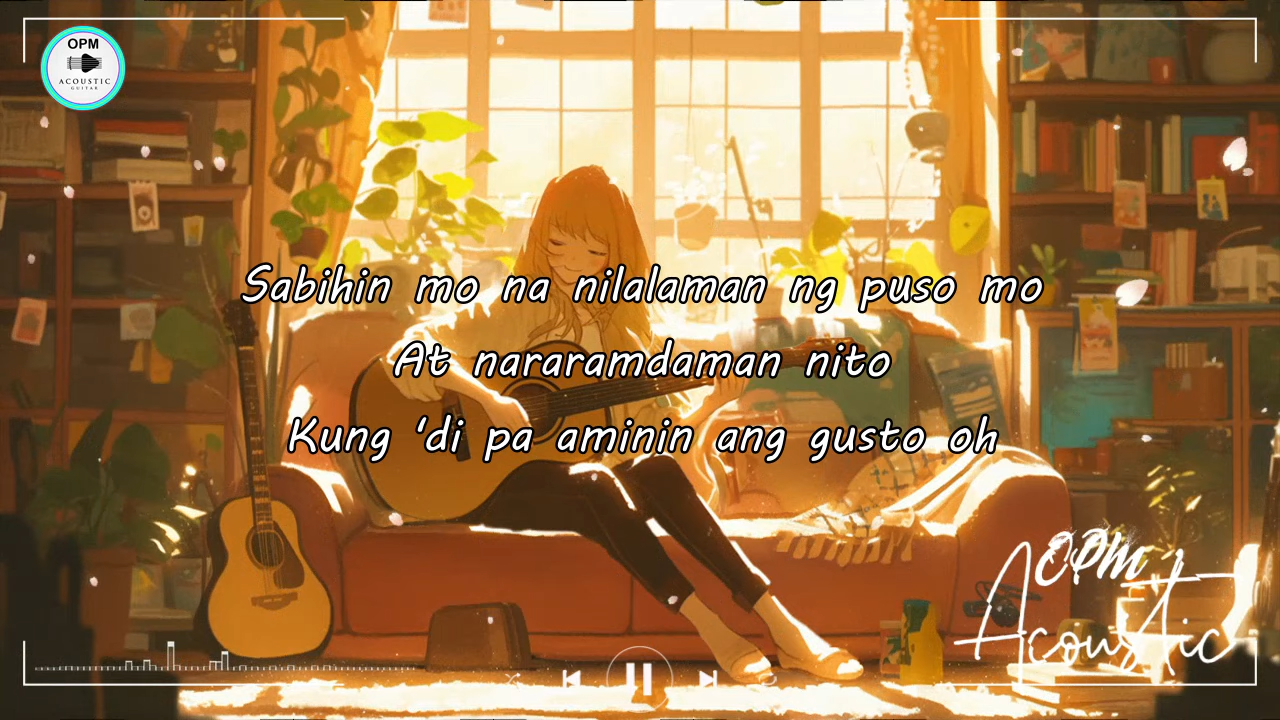 OPM
ACOUSTIC
GUITAR
Sabihin mo na nilalaman ng puso mo
At nararamdaman nito
Kung ‘di pa aminin ang gusto oh
OPM
Acoustic